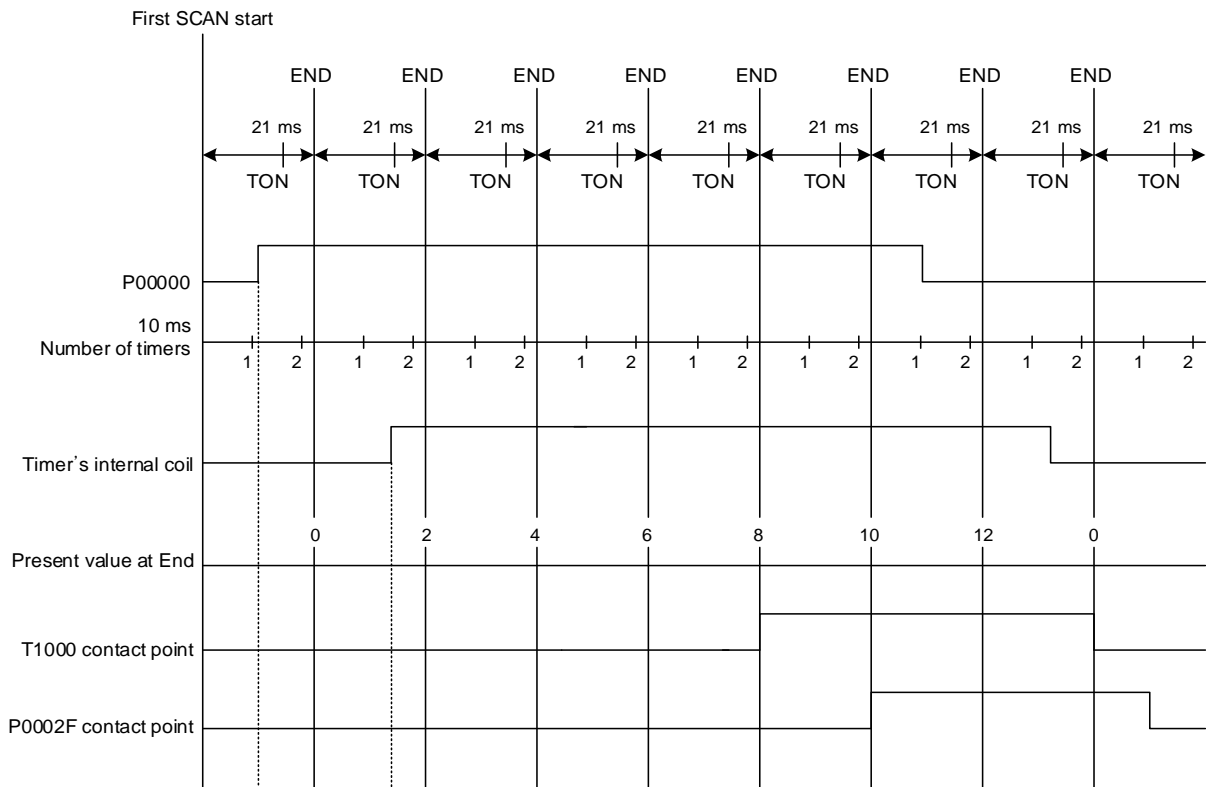 First SCAN start
END END END END END END END END
21 ms 21 ms 21 ms 21 ms 21 ms 21 ms 21 ms 21 ms 21 ms
TON TON TON TON TON TON TON TON TON
P00000
10 ms
Number of timers
1 2 1 2 1 2 1 2 1 2 1 2 1 2 1 2 1 2
Timer's internal coil
0 2 4 6 8 10 12 0
Present value at End
T1000 contact point
P0002F contact point